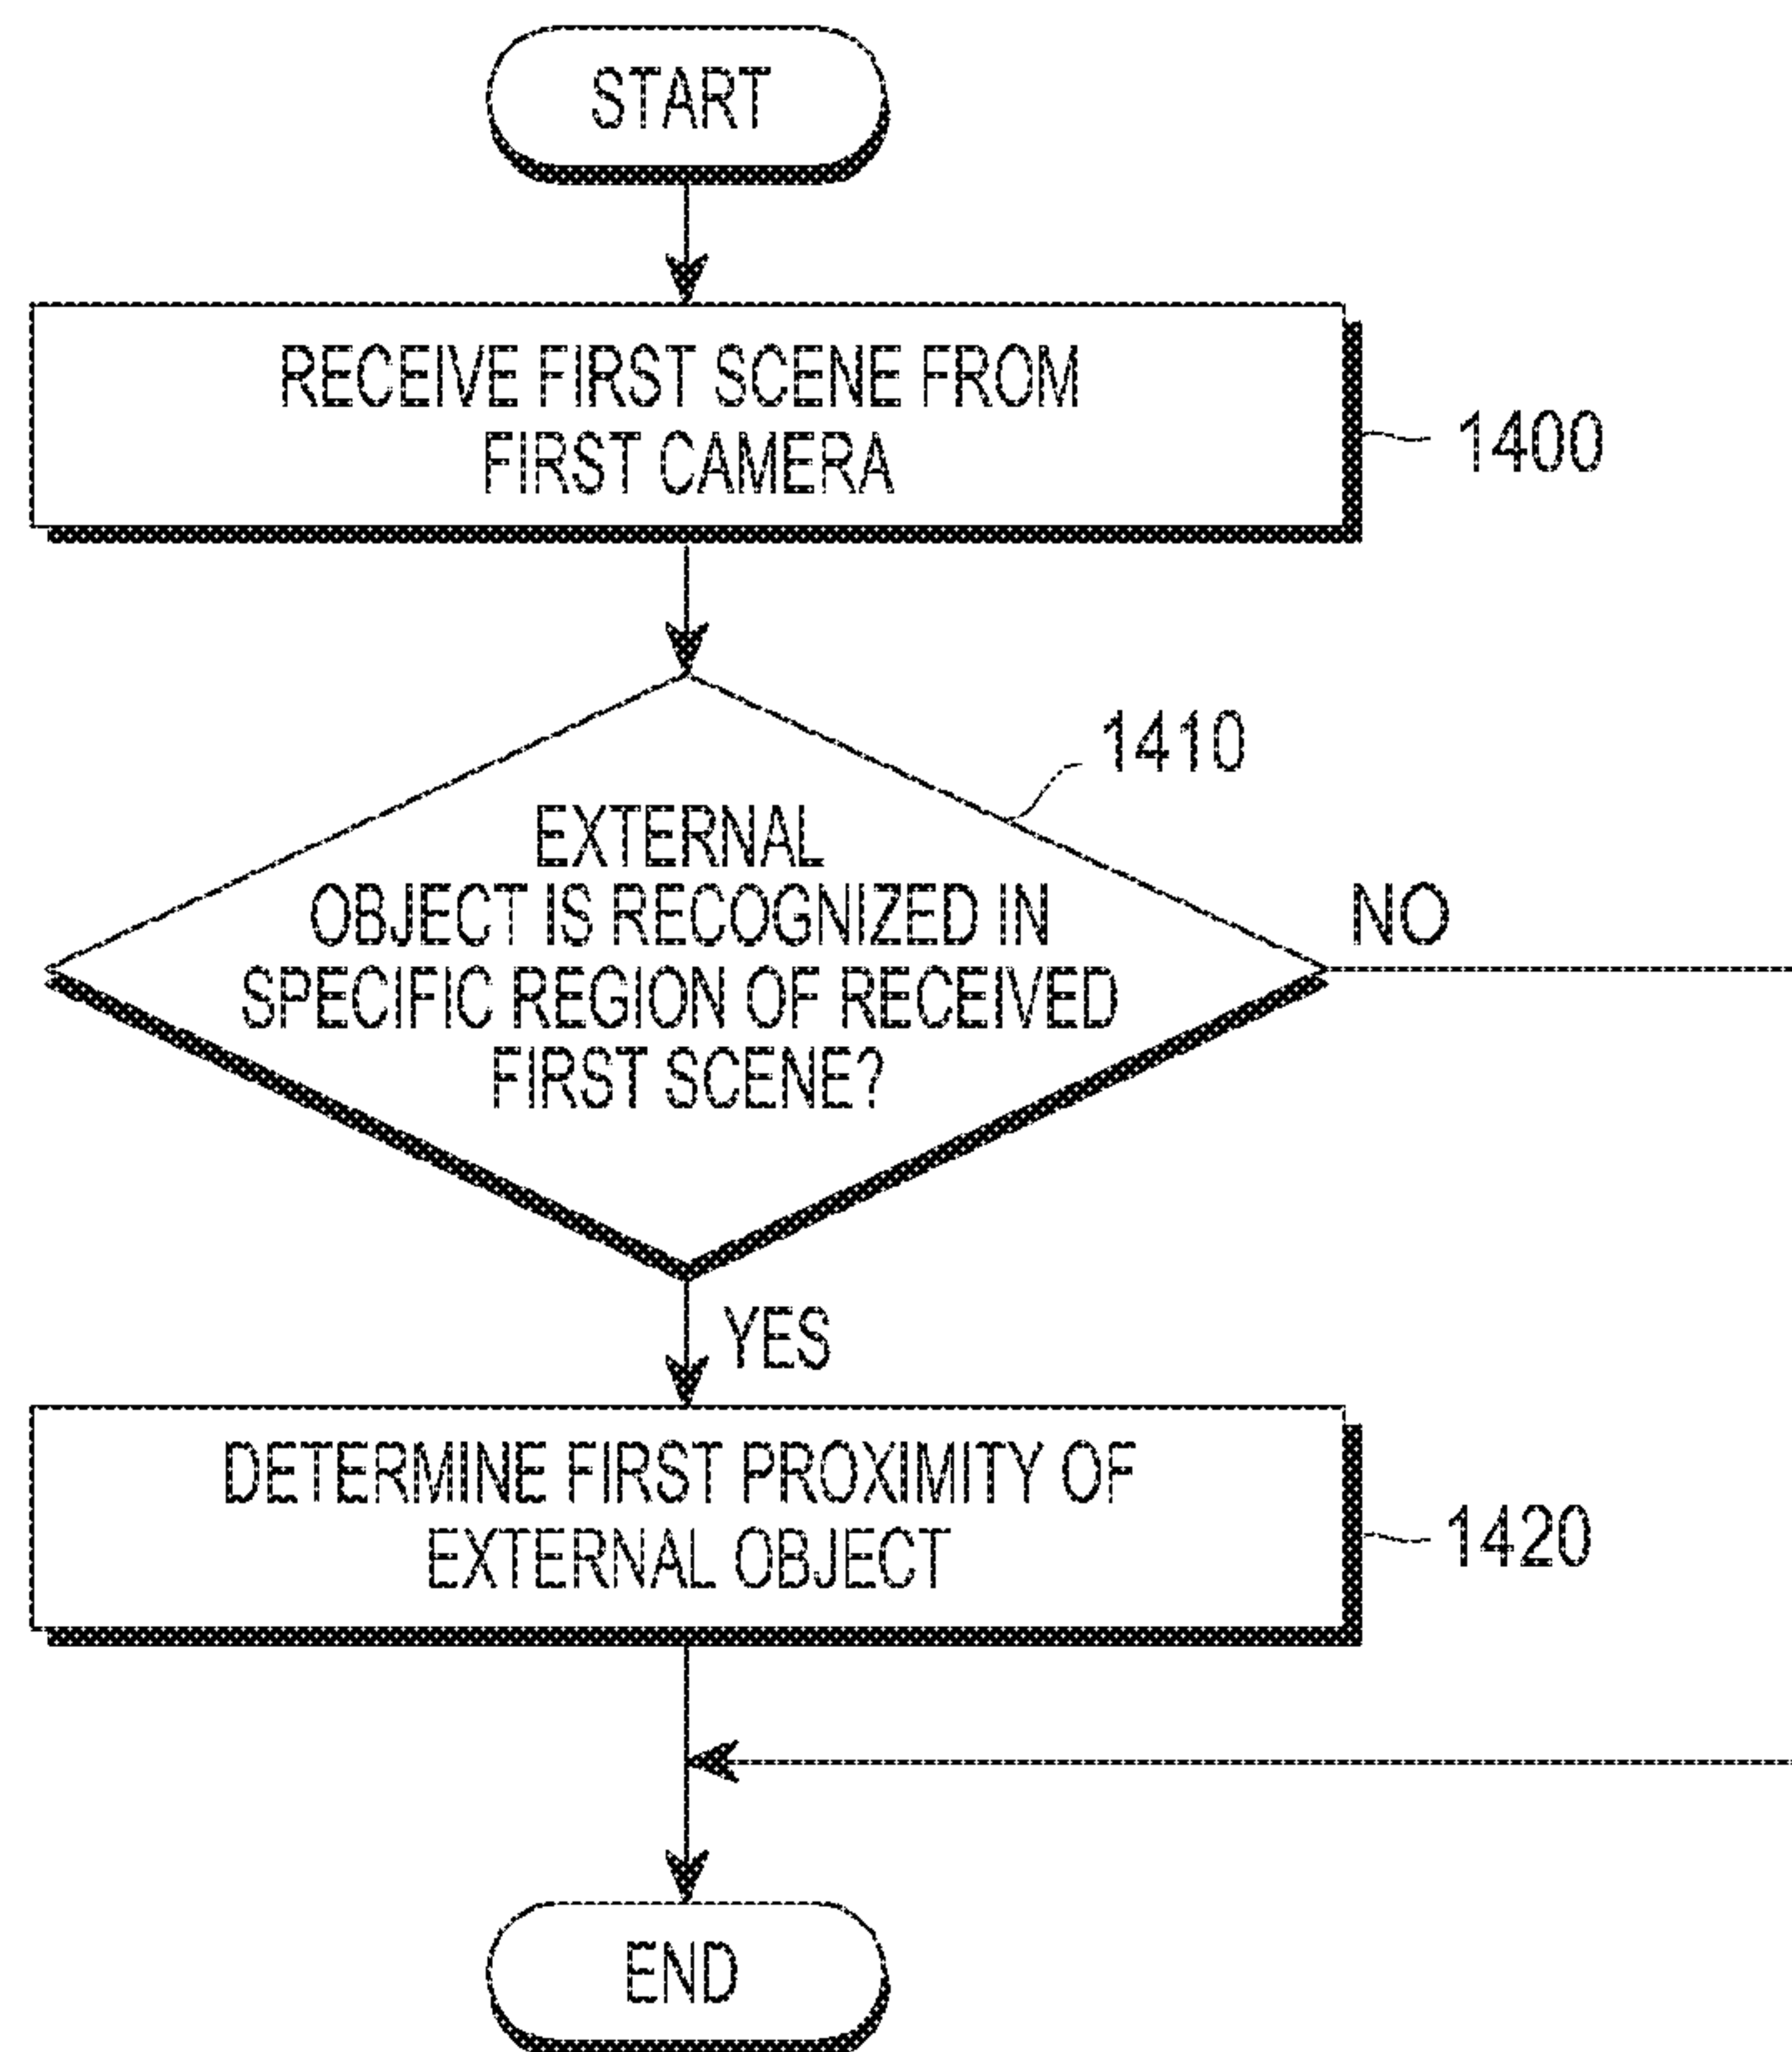 START
RECEIVE FIRST SCENE FROM
FIRST CAMERA
1400
1410
EXTERNAL
OBJECT IS RECOGNIZED IN
SPECIFIC REGION OF RECEIVED
FIRST SCENE?
NO
YES
DETERMINE FIRST PROXIMITY OF
EXTERNAL OBJECT
1420
END